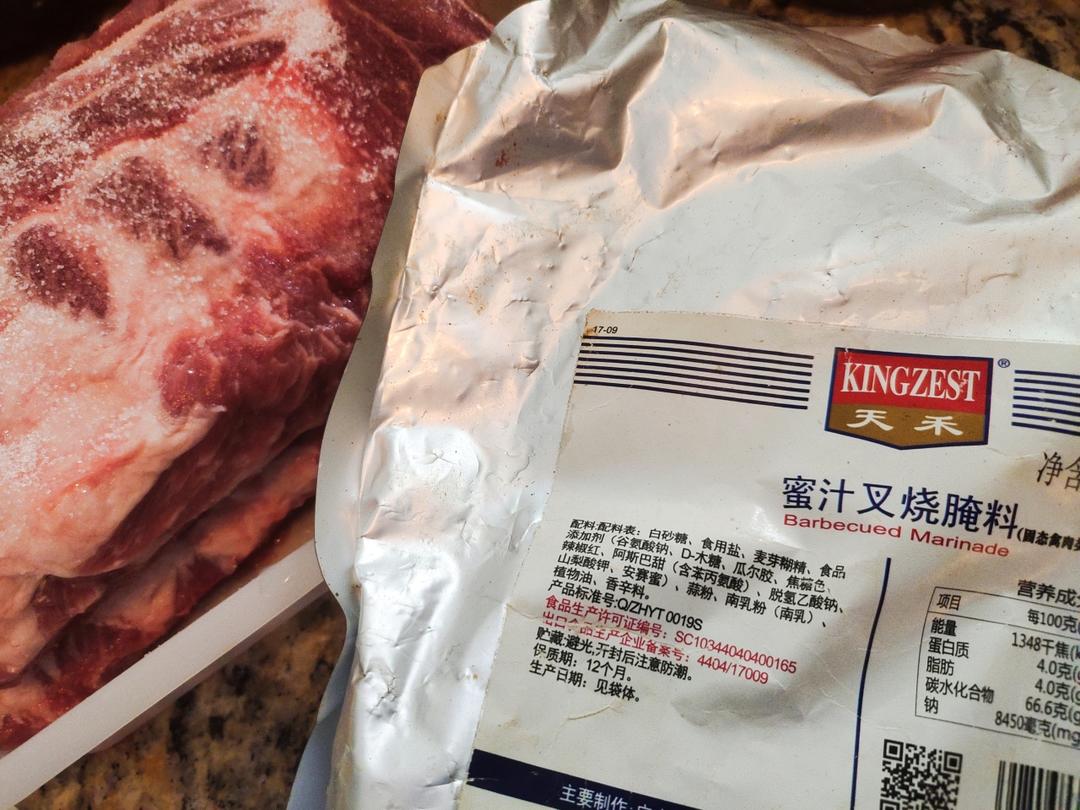 17-09
KINGZEST®
天禾
净含
蜜汁叉烧腌料(固态禽肉类
Barbecued Marinade
配料:配料表：白砂糖、食用盐、麦芽糊精、食品
添加剂（谷氨酸钠、D-木糖、瓜尔胶、焦糖色、
辣椒红、阿斯巴甜（含苯丙氨酸）、脱氢乙酸钠、
山梨酸钾、安赛蜜）、蒜粉、南乳粉（南乳）、
植物油、香辛料。
产品标准号:Q/ZHYT 0019S
食品生产许可证编号：SC10344040400165
出口食品生产企业备案号：4404/17009
贮藏:避光,开封后注意防潮。
保质期：12个月。
生产日期：见袋体。
营养成
项目 每100克
能量 1348千焦(k
蛋白质 4.0克(g
脂肪 4.0克(g
碳水化合物 66.6克(g
钠 8450毫克(mg
主要制作: